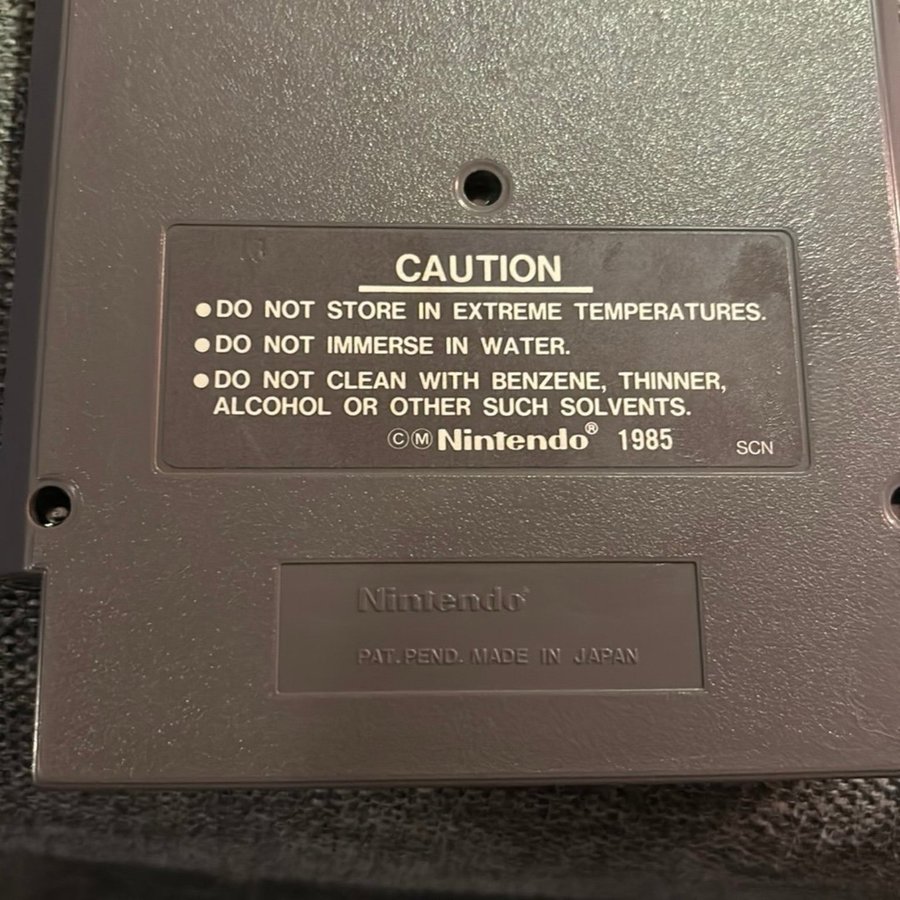 CAUTION
●DO NOT STORE IN EXTREME TEMPERATURES.
●DO NOT IMMERSE IN WATER.
●DO NOT CLEAN WITH BENZENE, THINNER,
ALCOHOL OR OTHER SUCH SOLVENTS.
ⒸⓂ Nintendo® 1985
SCN
Nintendo®
PAT. PEND. MADE IN JAPAN